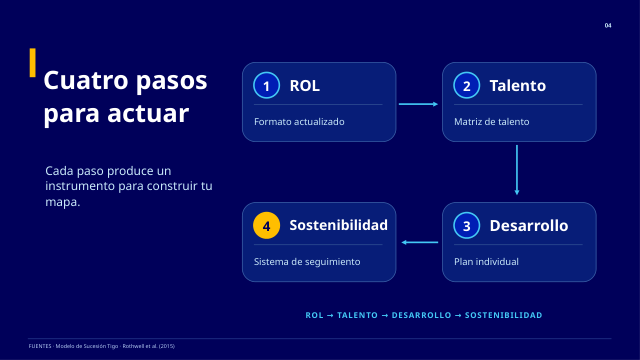 04
Cuatro pasos
para actuar
Cada paso produce un
instrumento para construir tu
mapa.
1 ROL
Formato actualizado
2 Talento
Matriz de talento
3 Desarrollo
Plan individual
4 Sostenibilidad
Sistema de seguimiento
ROL → TALENTO → DESARROLLO → SOSTENIBILIDAD
FUENTES · Modelo de Sucesión Tigo · Rothwell et al. (2015)